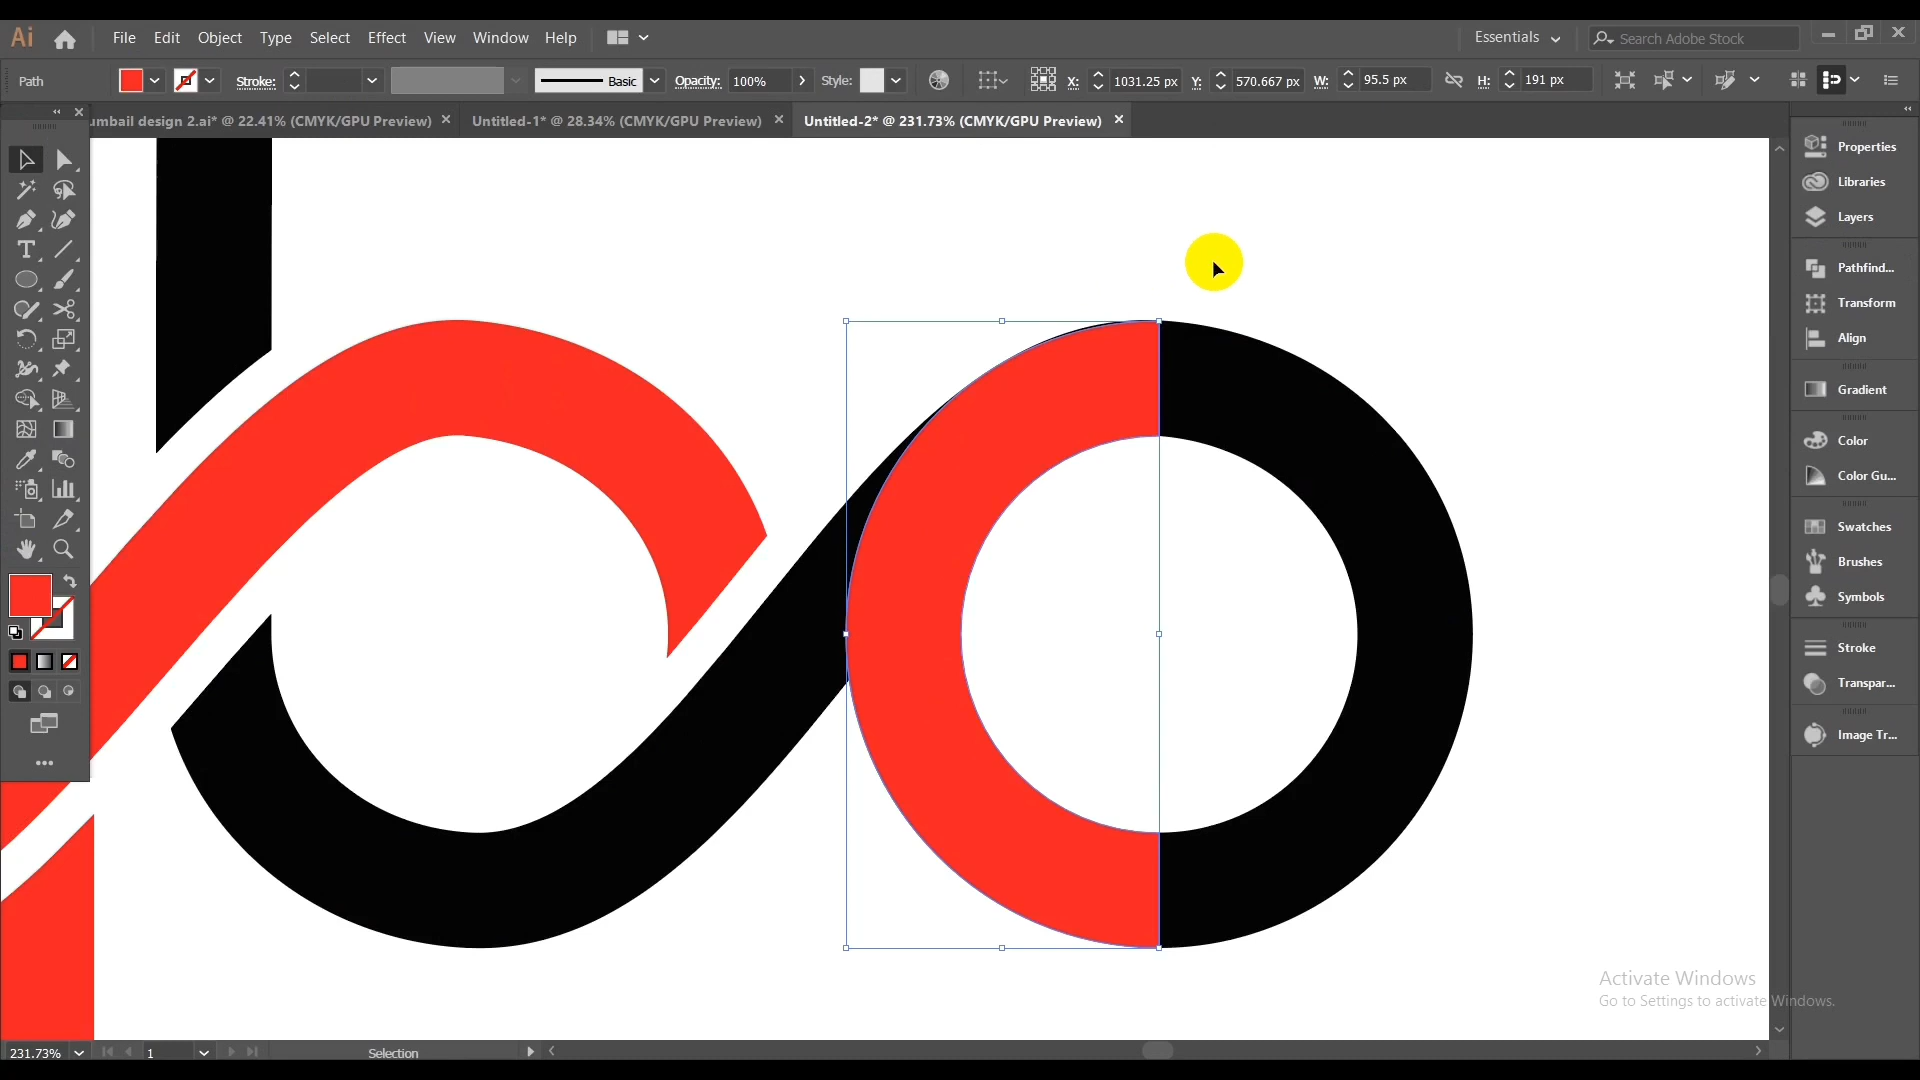 Ai File Edit Object Type Select Effect View Window Help Essentials Search Adobe Stock
Path Stroke: Basic Opacity: 100% Style: X: 1031.25 px Y: 570.667 px W: 95.5 px H: 191 px
umbail design 2.ai* @ 22.41% (CMYK/GPU Preview) Untitled-1* @ 28.34% (CMYK/GPU Preview) Untitled-2* @ 231.73% (CMYK/GPU Preview)
Properties
Libraries
Layers
Pathfind...
Transform
Align
Gradient
Color
Color Gu...
Swatches
Brushes
Symbols
Stroke
Transpar...
Image Tr...
Activate Windows
Go to Settings to activate Windows.
231.73% 1 Selection